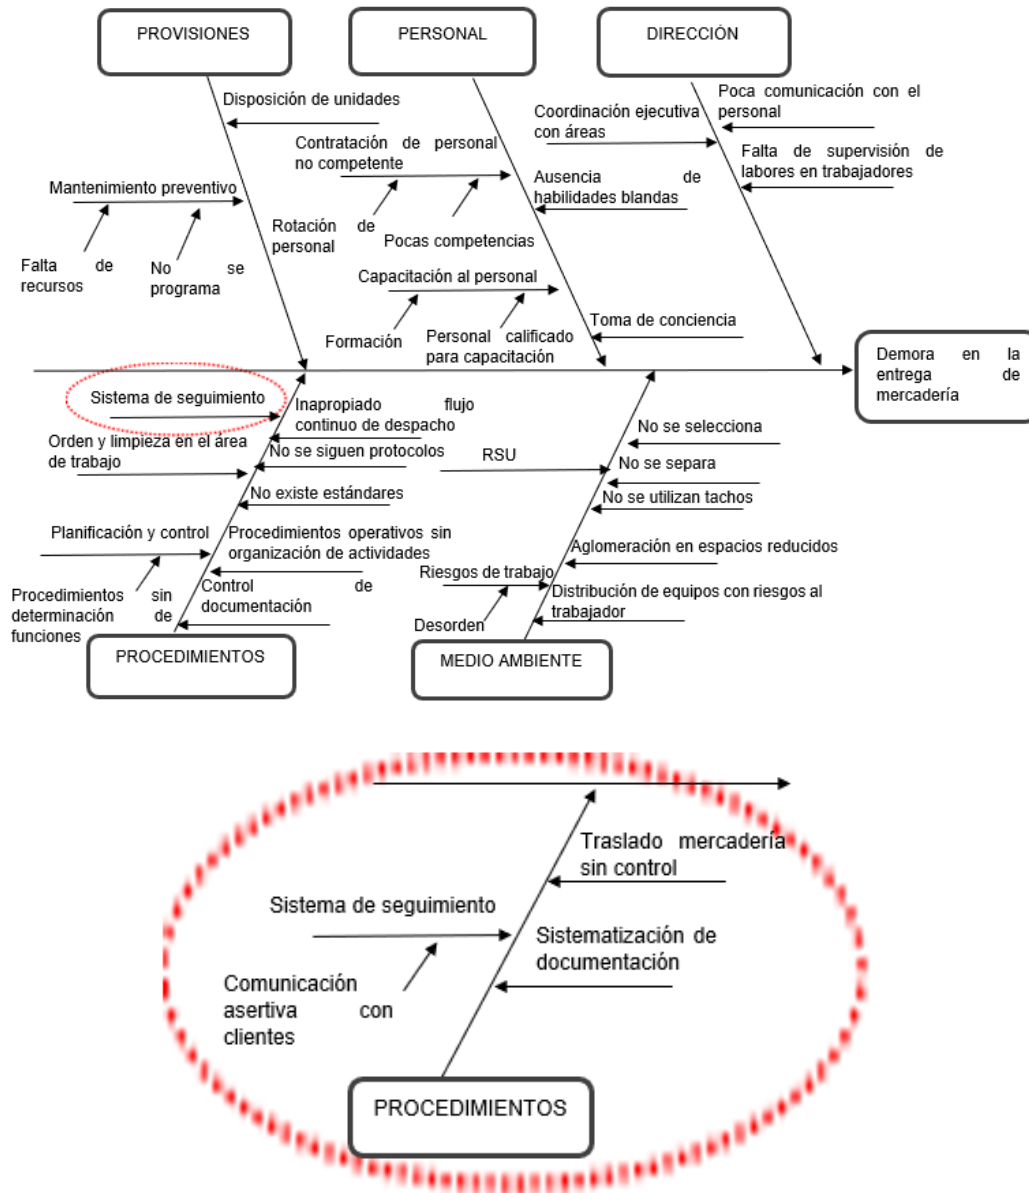 PROVISIONES
PERSONAL
DIRECCIÓN
Disposición de unidades
Mantenimiento preventivo
Falta de
recursos
No se
programa
Contratación de personal
no competente
Rotación de
personal
Pocas competencias
Ausencia de
habilidades blandas
Capacitación al personal
Formación
Personal calificado
para capacitación
Toma de conciencia
Coordinación ejecutiva
con áreas
Poca comunicación con el
personal
Falta de supervisión de
labores en trabajadores
Demora en la
entrega de
mercadería
Sistema de seguimiento
Inapropiado flujo
continuo de despacho
Orden y limpieza en el área
de trabajo
No se siguen protocolos
No existe estándares
Planificación y control
Procedimientos operativos sin
organización de actividades
Procedimientos sin
determinación de
funciones
Control de
documentación
PROCEDIMIENTOS
No se selecciona
RSU
No se separa
No se utilizan tachos
Aglomeración en espacios reducidos
Riesgos de trabajo
Desorden
Distribución de equipos con riesgos al
trabajador
MEDIO AMBIENTE
Traslado mercadería
sin control
Sistema de seguimiento
Sistematización de
documentación
Comunicación
asertiva con
clientes
PROCEDIMIENTOS